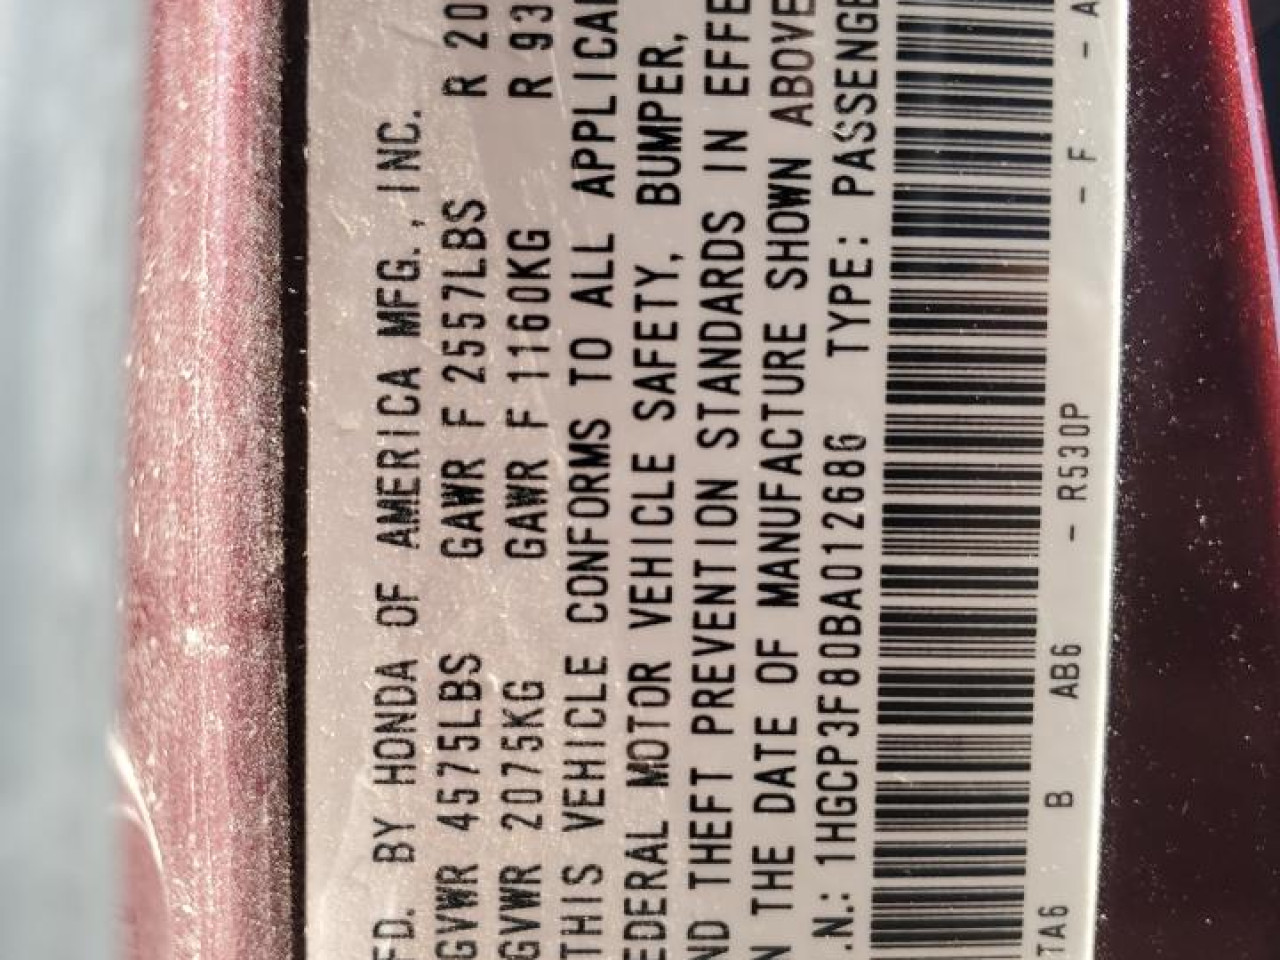 FD. BY HONDA OF AMERICA MFG., INC.
GVWR 4575LBS GAWR F 2557LBS R 20
GVWR 2075KG GAWR F 1160KG R 93
THIS VEHICLE CONFORMS TO ALL APPLICA
EDERAL MOTOR VEHICLE SAFETY, BUMPER,
ND THEFT PREVENTION STANDARDS IN EFFE
N THE DATE OF MANUFACTURE SHOWN ABOVE
.N.: 1HGCP3F80BA012686 TYPE: PASSENGE
TA6 B AB6 - R530P - F - A